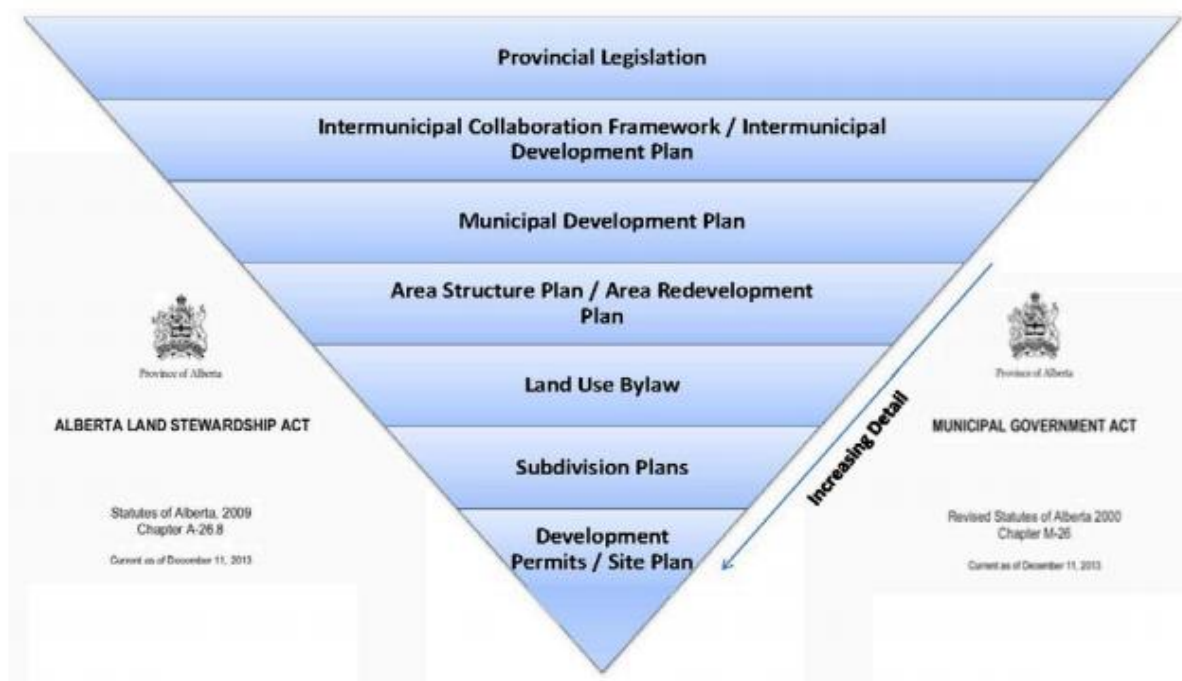 Provincial Legislation
Intermunicipal Collaboration Framework / Intermunicipal
Development Plan
Municipal Development Plan
Area Structure Plan / Area Redevelopment
Plan
Land Use Bylaw
Subdivision Plans
Development
Permits / Site Plan
Increasing Detail
Province of Alberta
ALBERTA LAND STEWARDSHIP ACT
Statutes of Alberta, 2009
Chapter A-26.8
Current as of December 11, 2013
Province of Alberta
MUNICIPAL GOVERNMENT ACT
Revised Statutes of Alberta 2000
Chapter M-26
Current as of December 11, 2013